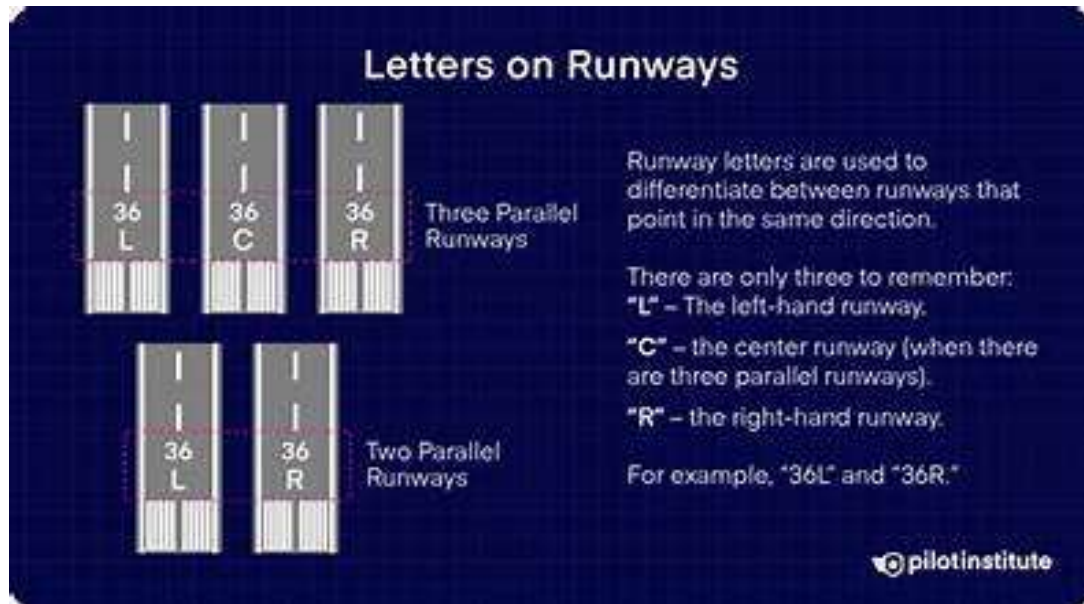 Letters on Runways
36 36 36
L C R
Three Parallel
Runways
36 36
L R
Two Parallel
Runways
Runway letters are used to
differentiate between runways that
point in the same direction.
There are only three to remember:
“L” – The left-hand runway.
“C” – the center runway (when there
are three parallel runways).
“R” – the right-hand runway.
For example, “36L” and “36R.”
pilotinstitute